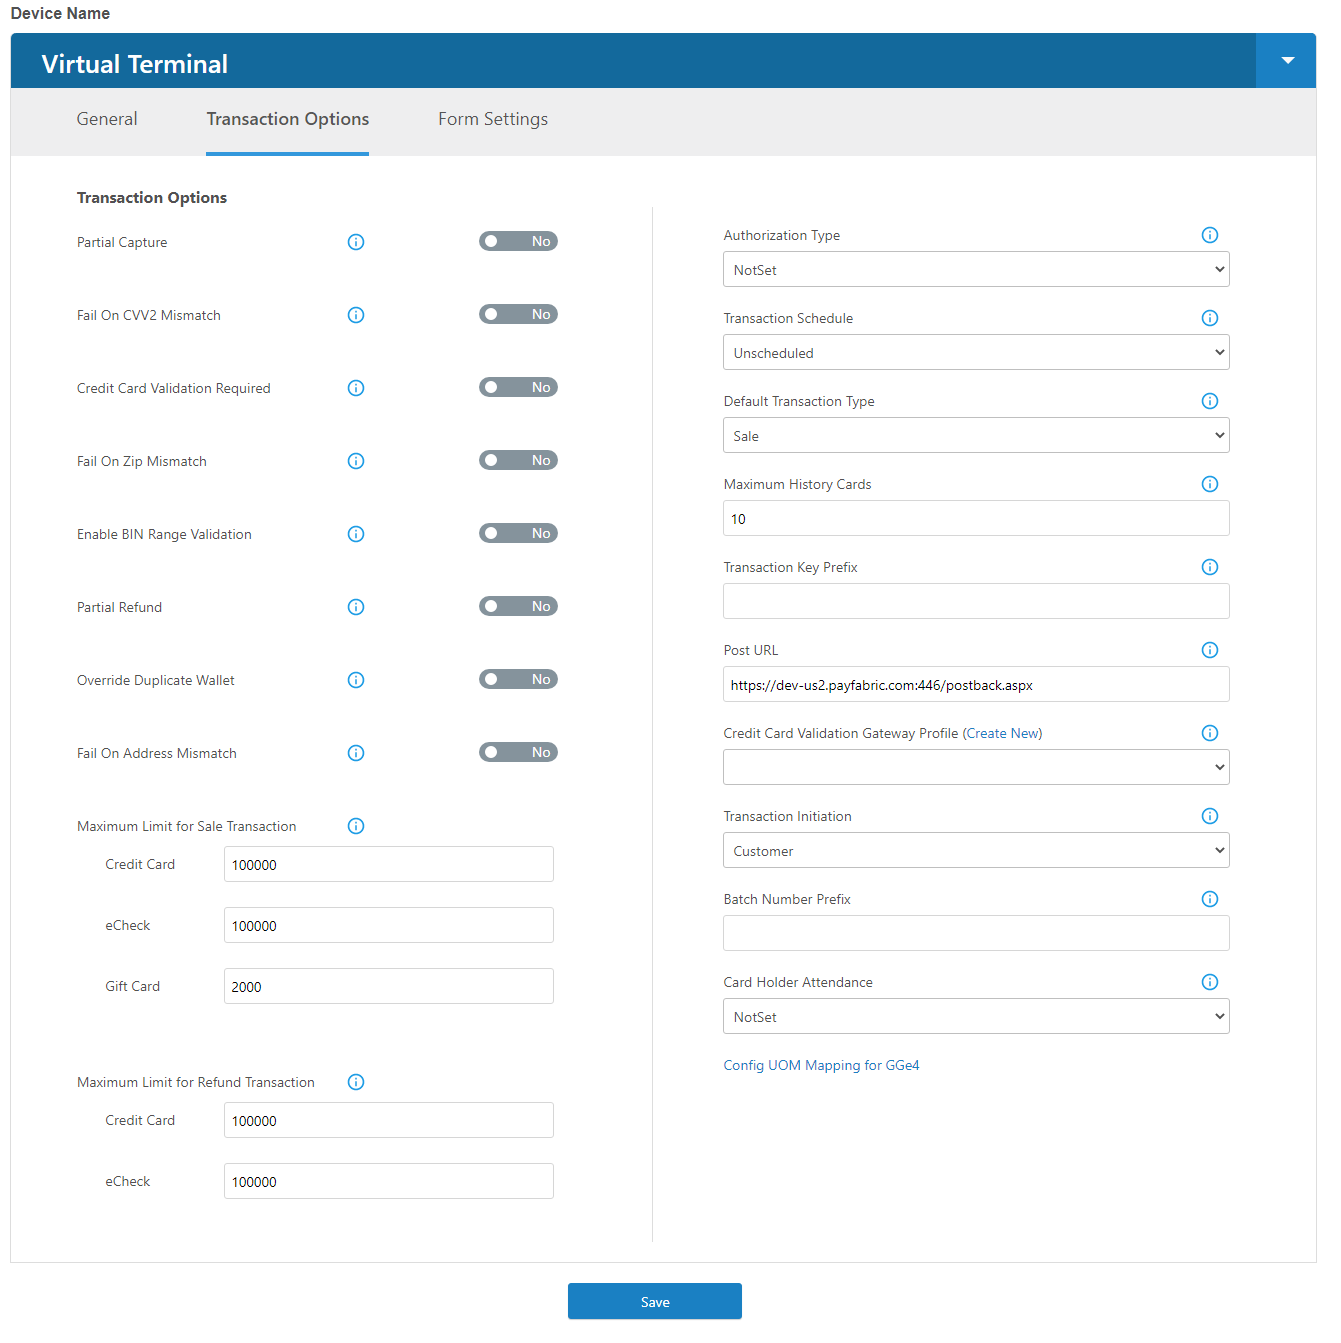 Device Name
Virtual Terminal
General
Transaction Options
Form Settings
Transaction Options
Partial Capture
No
Fail On CVV2 Mismatch
No
Credit Card Validation Required
No
Fail On Zip Mismatch
No
Enable BIN Range Validation
No
Partial Refund
No
Override Duplicate Wallet
No
Fail On Address Mismatch
No
Maximum Limit for Sale Transaction
Credit Card
100000
eCheck
100000
Gift Card
2000
Maximum Limit for Refund Transaction
Credit Card
100000
eCheck
100000
Authorization Type
NotSet
Transaction Schedule
Unscheduled
Default Transaction Type
Sale
Maximum History Cards
10
Transaction Key Prefix
Post URL
https://dev-us2.payfabric.com:446/postback.aspx
Credit Card Validation Gateway Profile (Create New)
Transaction Initiation
Customer
Batch Number Prefix
Card Holder Attendance
NotSet
Config UOM Mapping for GGe4
Save